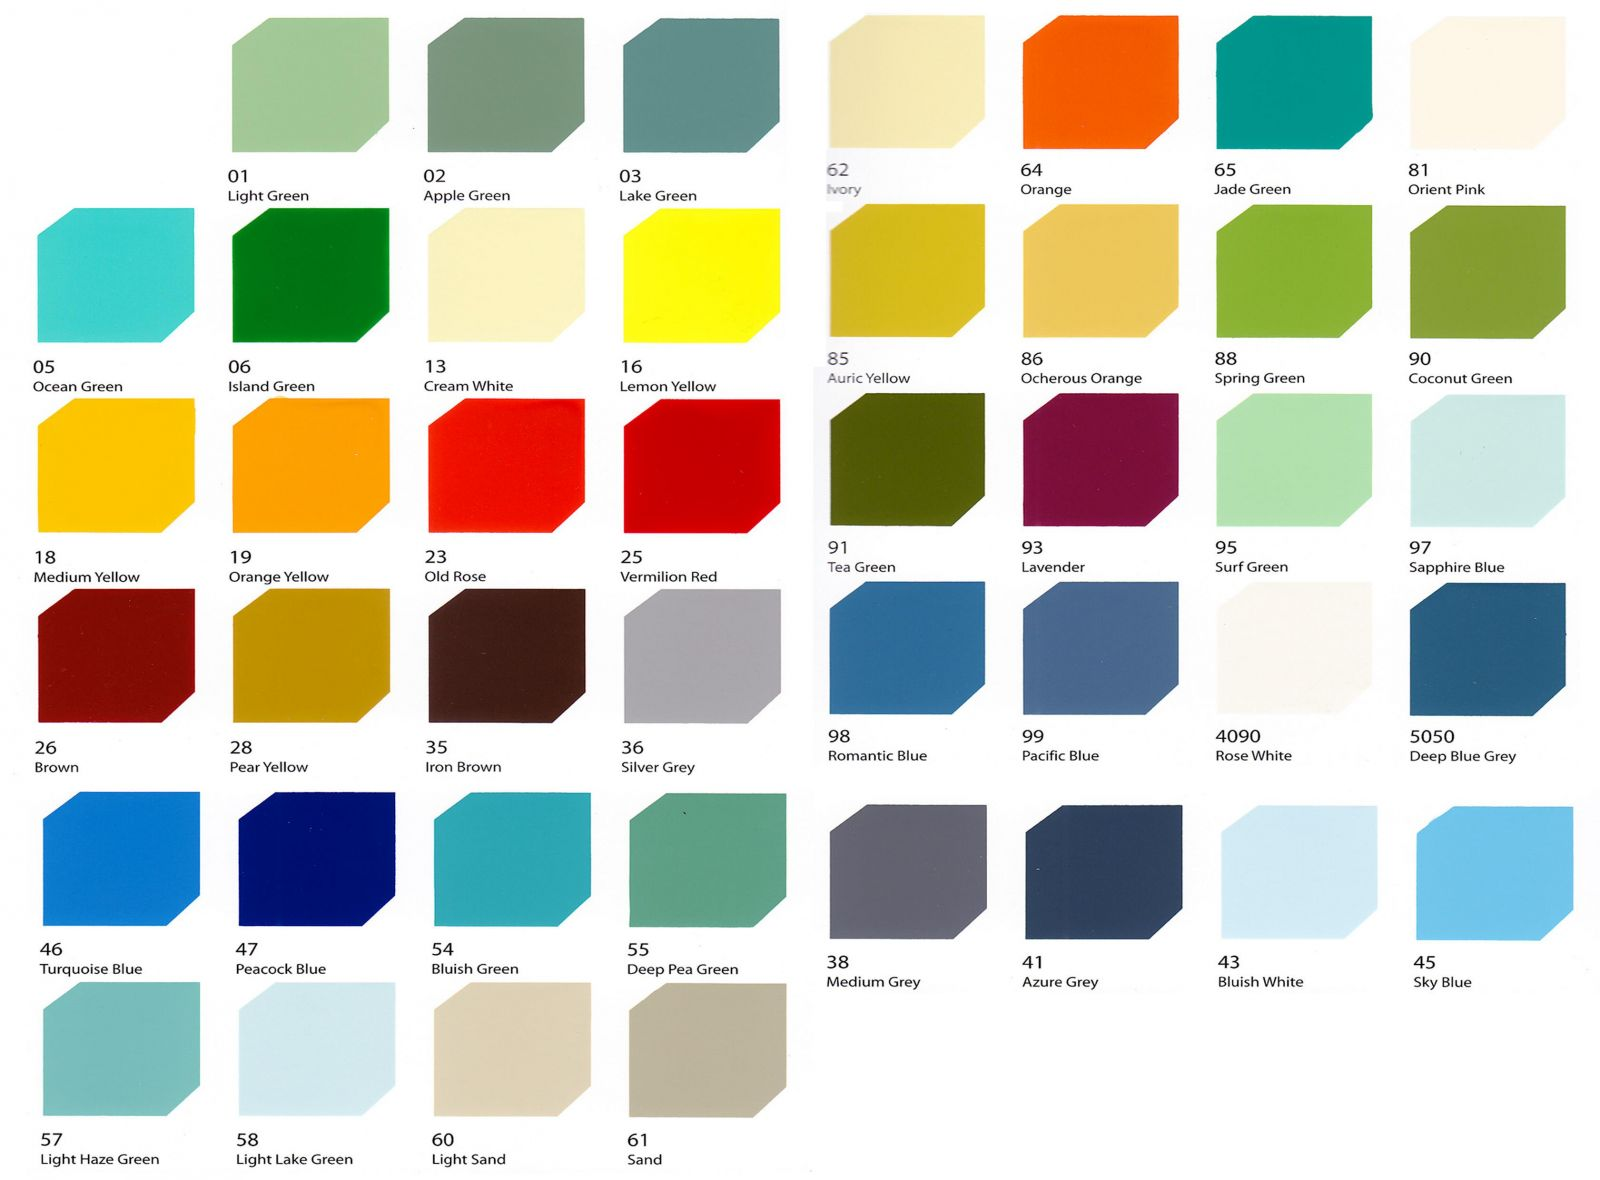 01
Light Green
02
Apple Green
03
Lake Green
62
Ivory
64
Orange
65
Jade Green
81
Orient Pink
05
Ocean Green
06
Island Green
13
Cream White
16
Lemon Yellow
85
Auric Yellow
86
Ocherous Orange
88
Spring Green
90
Coconut Green
18
Medium Yellow
19
Orange Yellow
23
Old Rose
25
Vermilion Red
91
Tea Green
93
Lavender
95
Surf Green
97
Sapphire Blue
26
Brown
28
Pear Yellow
35
Iron Brown
36
Silver Grey
98
Romantic Blue
99
Pacific Blue
4090
Rose White
5050
Deep Blue Grey
46
Turquoise Blue
47
Peacock Blue
54
Bluish Green
55
Deep Pea Green
38
Medium Grey
41
Azure Grey
43
Bluish White
45
Sky Blue
57
Light Haze Green
58
Light Lake Green
60
Light Sand
61
Sand